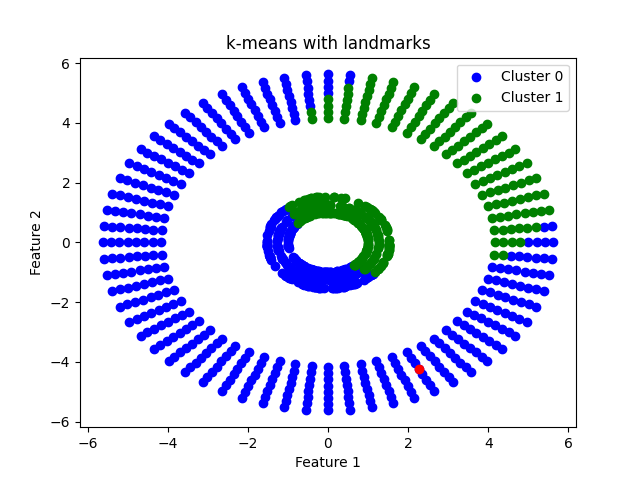 k-means with landmarks
Cluster 0
Cluster 1
6
4
2
0
−2
−4
−6
Feature 2
−6 −4 −2 0 2 4 6
Feature 1